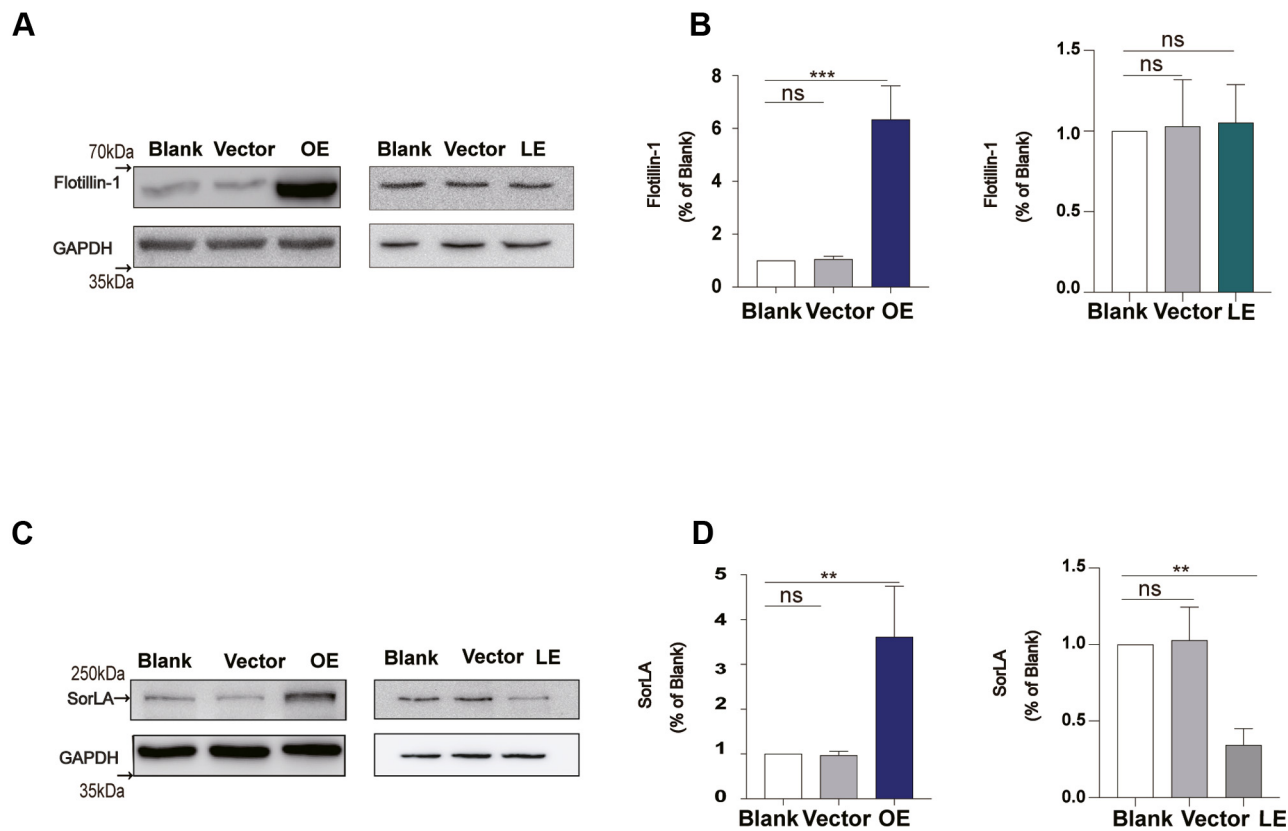 A
70kDa
Blank Vector OE
Blank Vector LE
Flotillin-1
GAPDH
35kDa
B
Flotillin-1
(% of Blank)
8
6
4
2
0
***
ns
Blank Vector OE
Flotillin-1
(% of Blank)
1.5
1.0
0.5
0.0
ns
ns
Blank Vector LE
C
250kDa
Blank Vector OE
Blank Vector LE
SorLA
GAPDH
35kDa
D
SorLA
(% of Blank)
5
4
3
2
1
0
**
ns
Blank Vector OE
SorLA
(% of Blank)
1.5
1.0
0.5
0.0
**
ns
Blank Vector LE